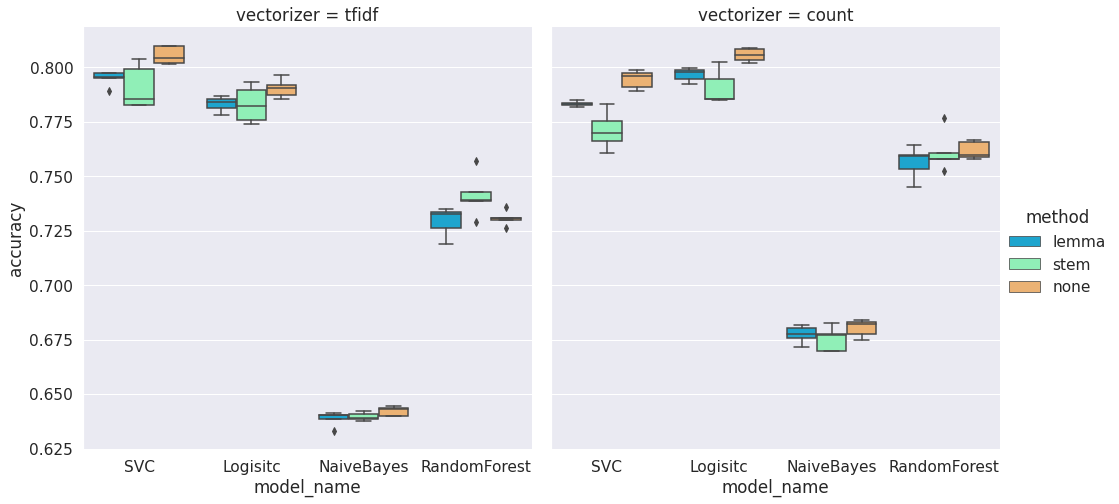 vectorizer = tfidf
vectorizer = count
0.800
0.775
0.750
0.725
0.700
0.675
0.650
0.625
accuracy
SVC
Logisitc
NaiveBayes
RandomForest
model_name
SVC
Logisitc
NaiveBayes
RandomForest
model_name
method
lemma
stem
none